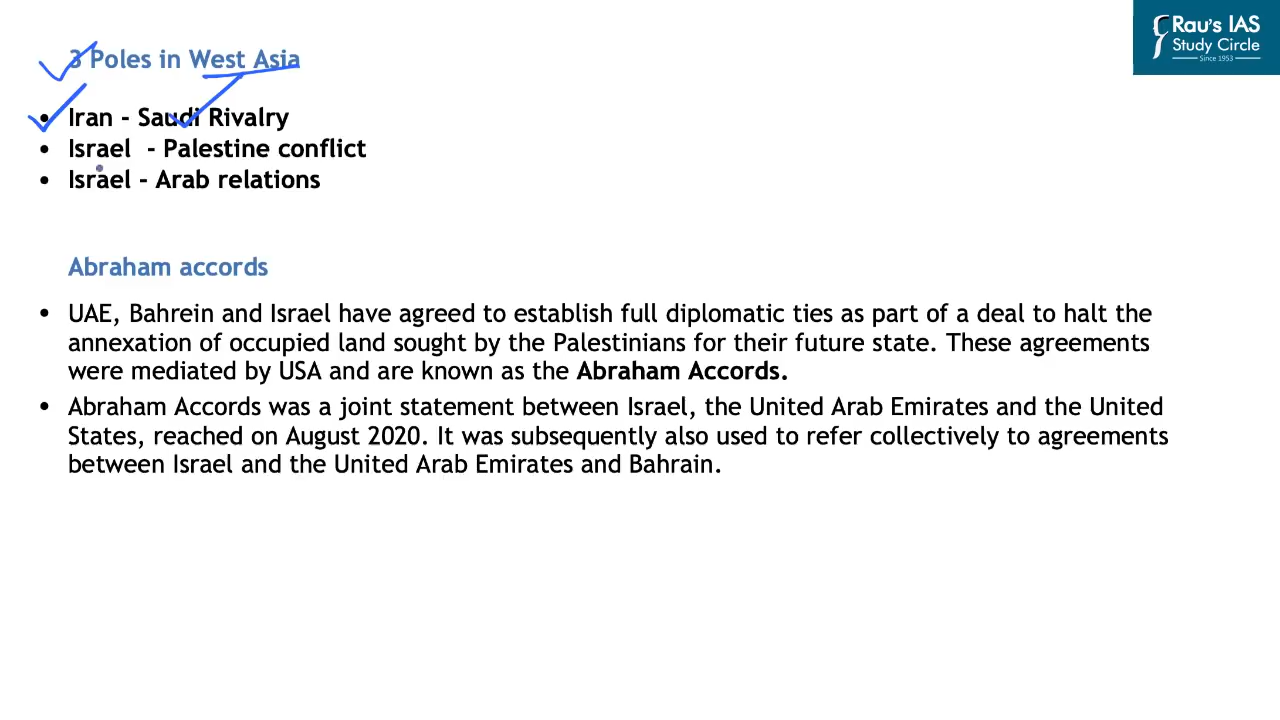 Rau's IAS
Study Circle
Since 1953
3 Poles in West Asia
• Iran - Saudi Rivalry
• Israel - Palestine conflict
• Israel - Arab relations
Abraham accords
• UAE, Bahrein and Israel have agreed to establish full diplomatic ties as part of a deal to halt the
annexation of occupied land sought by the Palestinians for their future state. These agreements
were mediated by USA and are known as the Abraham Accords.
• Abraham Accords was a joint statement between Israel, the United Arab Emirates and the United
States, reached on August 2020. It was subsequently also used to refer collectively to agreements
between Israel and the United Arab Emirates and Bahrain.